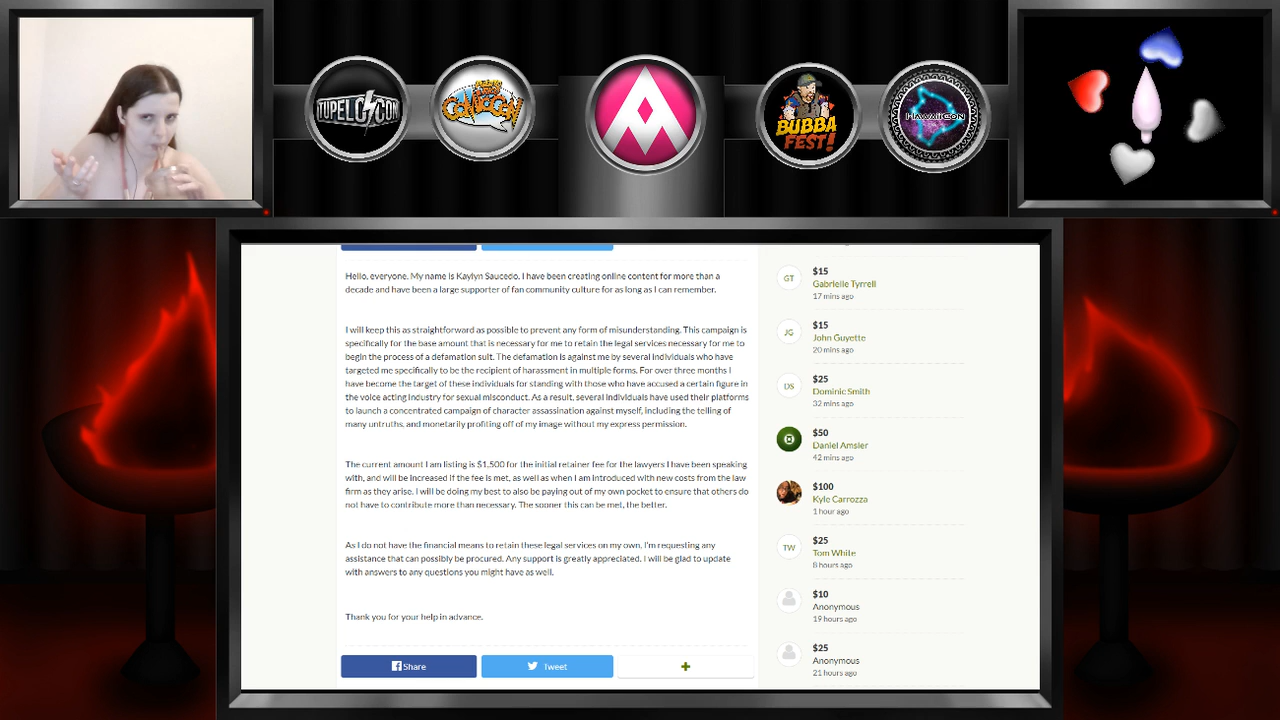 TUPELO CON
COMICCON
BUBBA
FEST!
HAWAIICON
Hello, everyone. My name is Kaylyn Saucedo, I have been creating online content for more than a
decade and have been a large supporter of fan community culture for as long as I can remember.
I will keep this as straightforward as possible to prevent any form of misunderstanding. This campaign is
specifically for the base amount that is necessary for me to retain the legal services necessary for me to
begin the process of a defamation suit. The defamation is against me by several individuals who have
targeted me specifically to be the recipient of harassment in multiple forms. For over three months I
have become the target of these individuals for standing with those who have accused a certain figure in
the voice acting industry for sexual misconduct. As a result, several individuals have used their platforms
to launch a concentrated campaign of character assassination against myself, including the telling of
many untruths, and monetarily profiting off of my image without my express permission.
The current amount I am listing is $1,500 for the initial retainer fee for the lawyers I have been speaking
with, and will be increased if the fee is met, as well as when I am introduced with new costs from the law
firm as they arise. I will be doing my best to also be paying out of my own pocket to ensure that others do
not have to contribute more than necessary. The sooner this can be met, the better.
As I do not have the financial means to retain these legal services on my own, I'm requesting any
assistance that can possibly be procured. Any support is greatly appreciated. I will be glad to update
with answers to any questions you might have as well.
Thank you for your help in advance.
Share
Tweet
GT
$15
Gabrielle Tyrrell
17 mins ago
JG
$15
John Guyette
20 mins ago
DS
$25
Dominic Smith
32 mins ago
$50
Daniel Amsler
42 mins ago
$100
Kyle Carrozza
1 hour ago
TW
$25
Tom White
8 hours ago
$10
Anonymous
19 hours ago
$25
Anonymous
21 hours ago